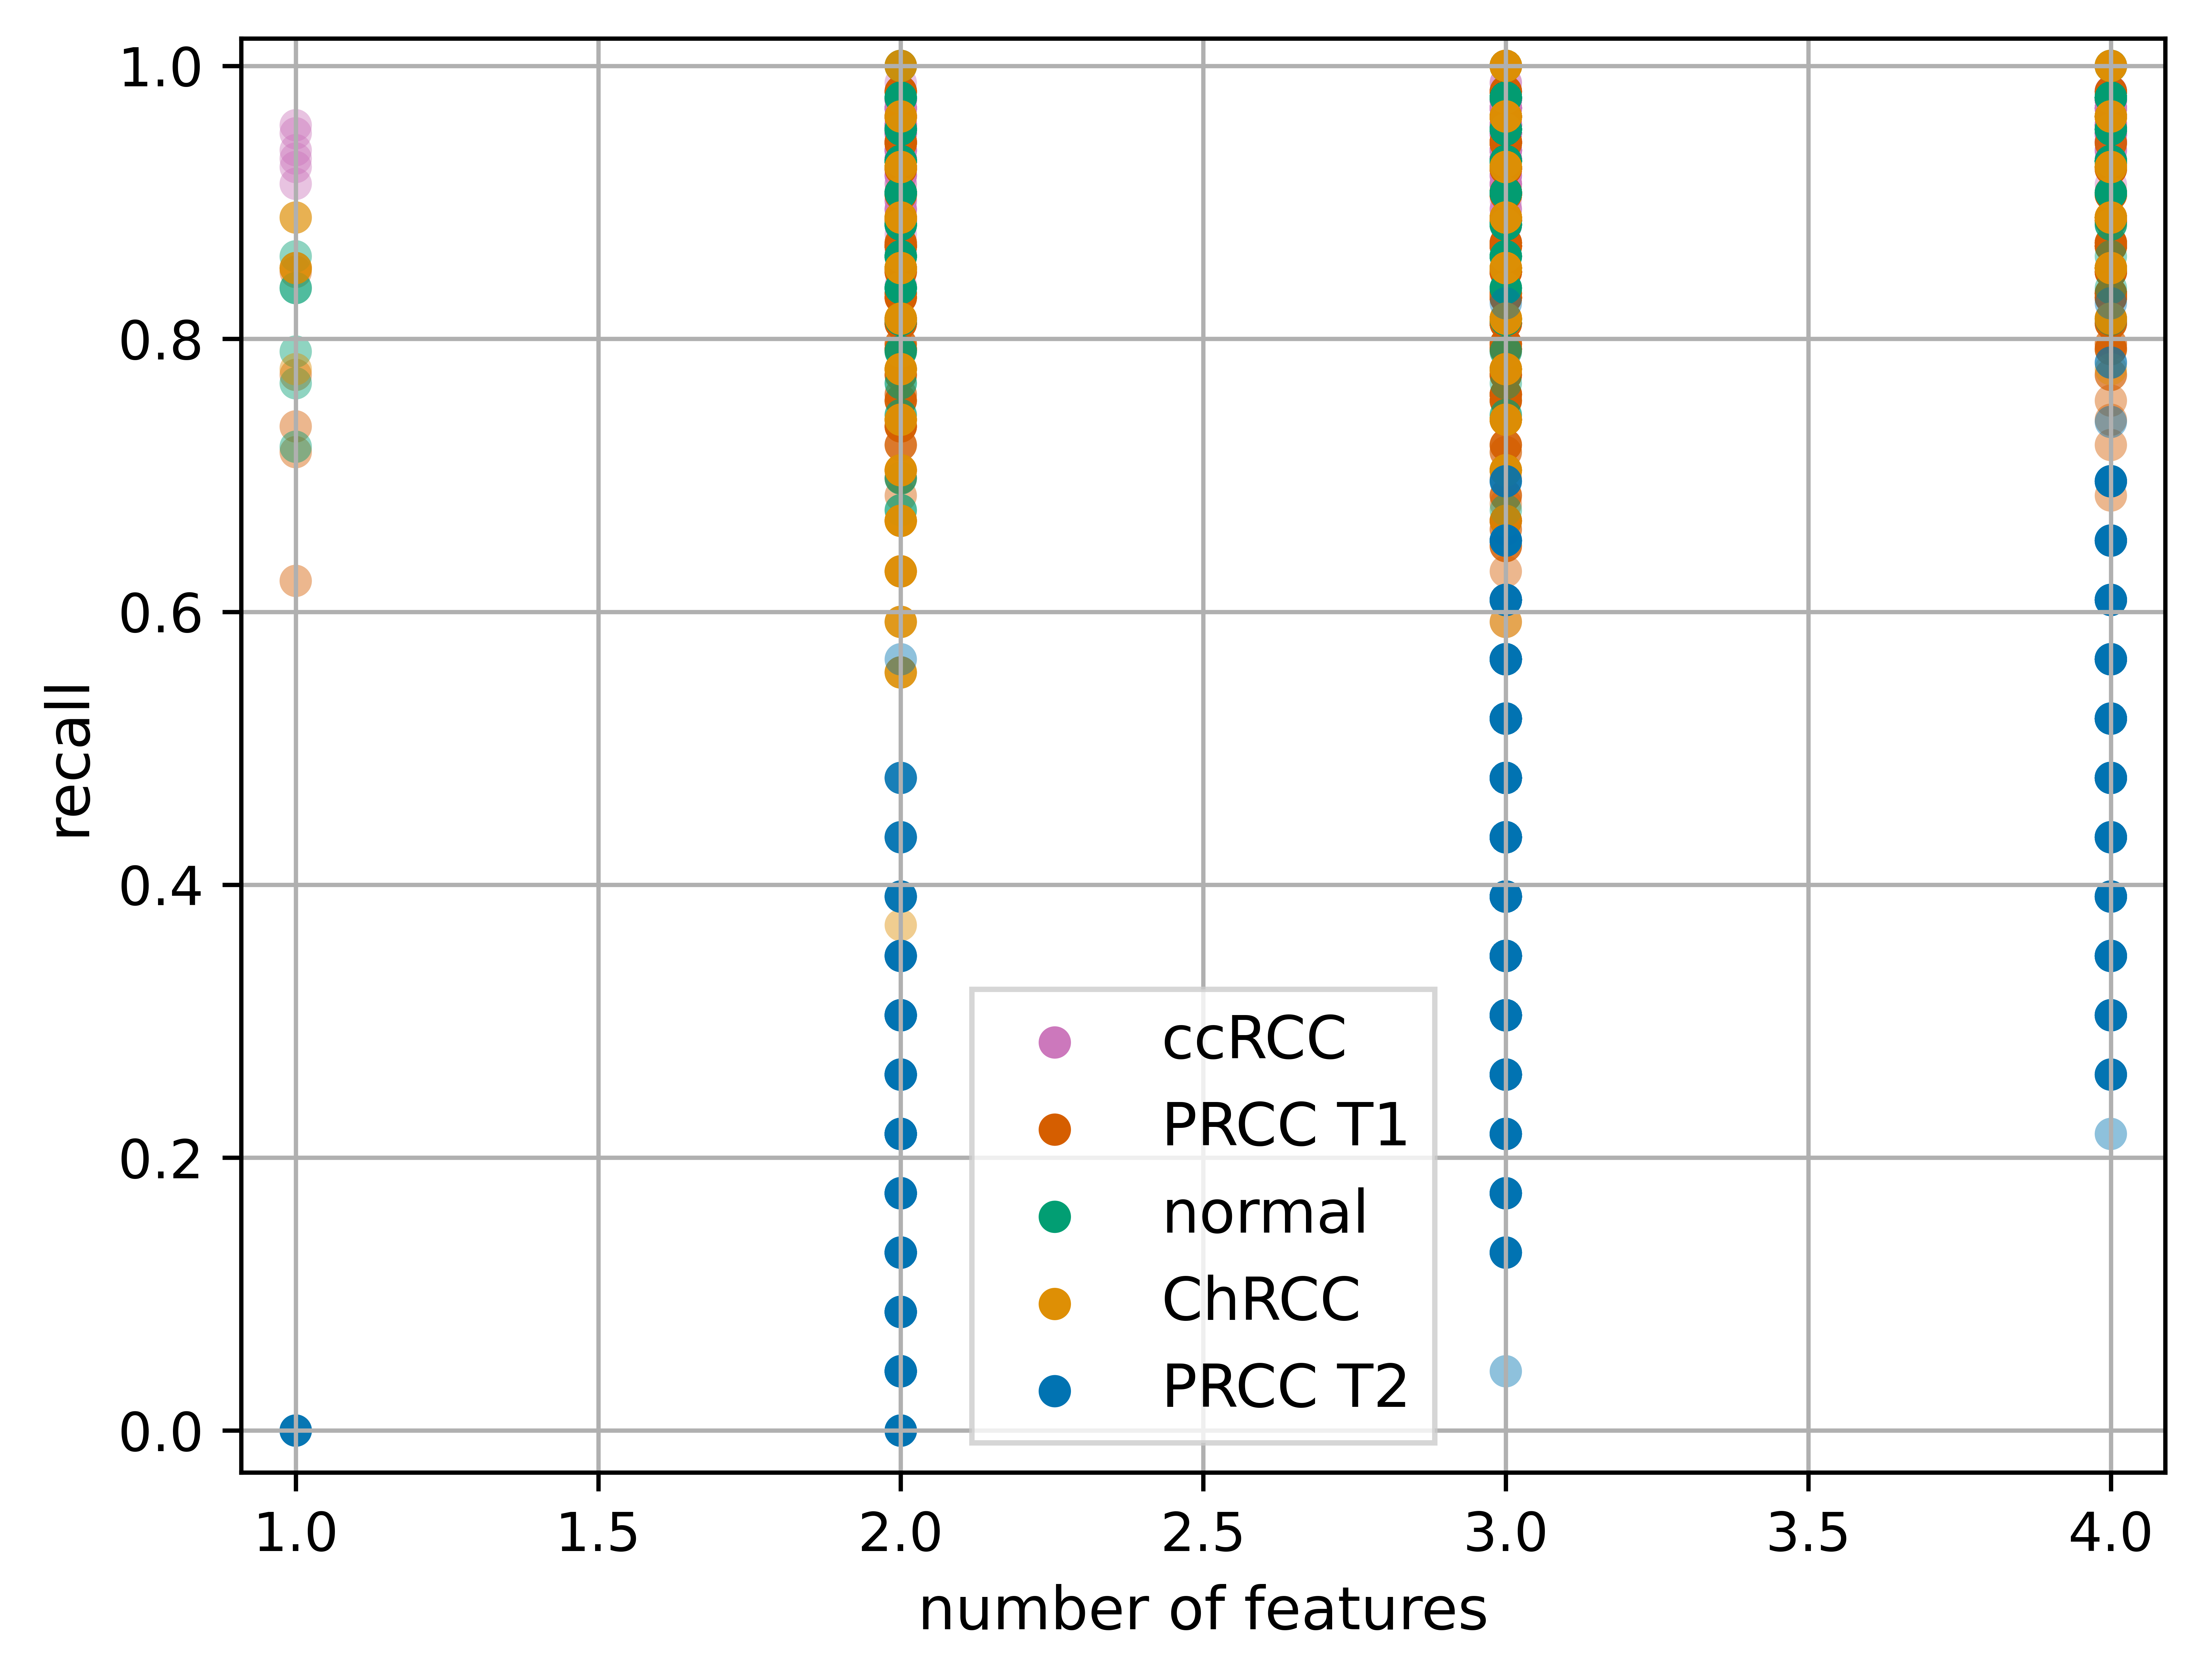 1.0
0.8
0.6
0.4
0.2
0.0
recall
ccRCC
PRCC T1
normal
ChRCC
PRCC T2
1.0 1.5 2.0 2.5 3.0 3.5 4.0
number of features